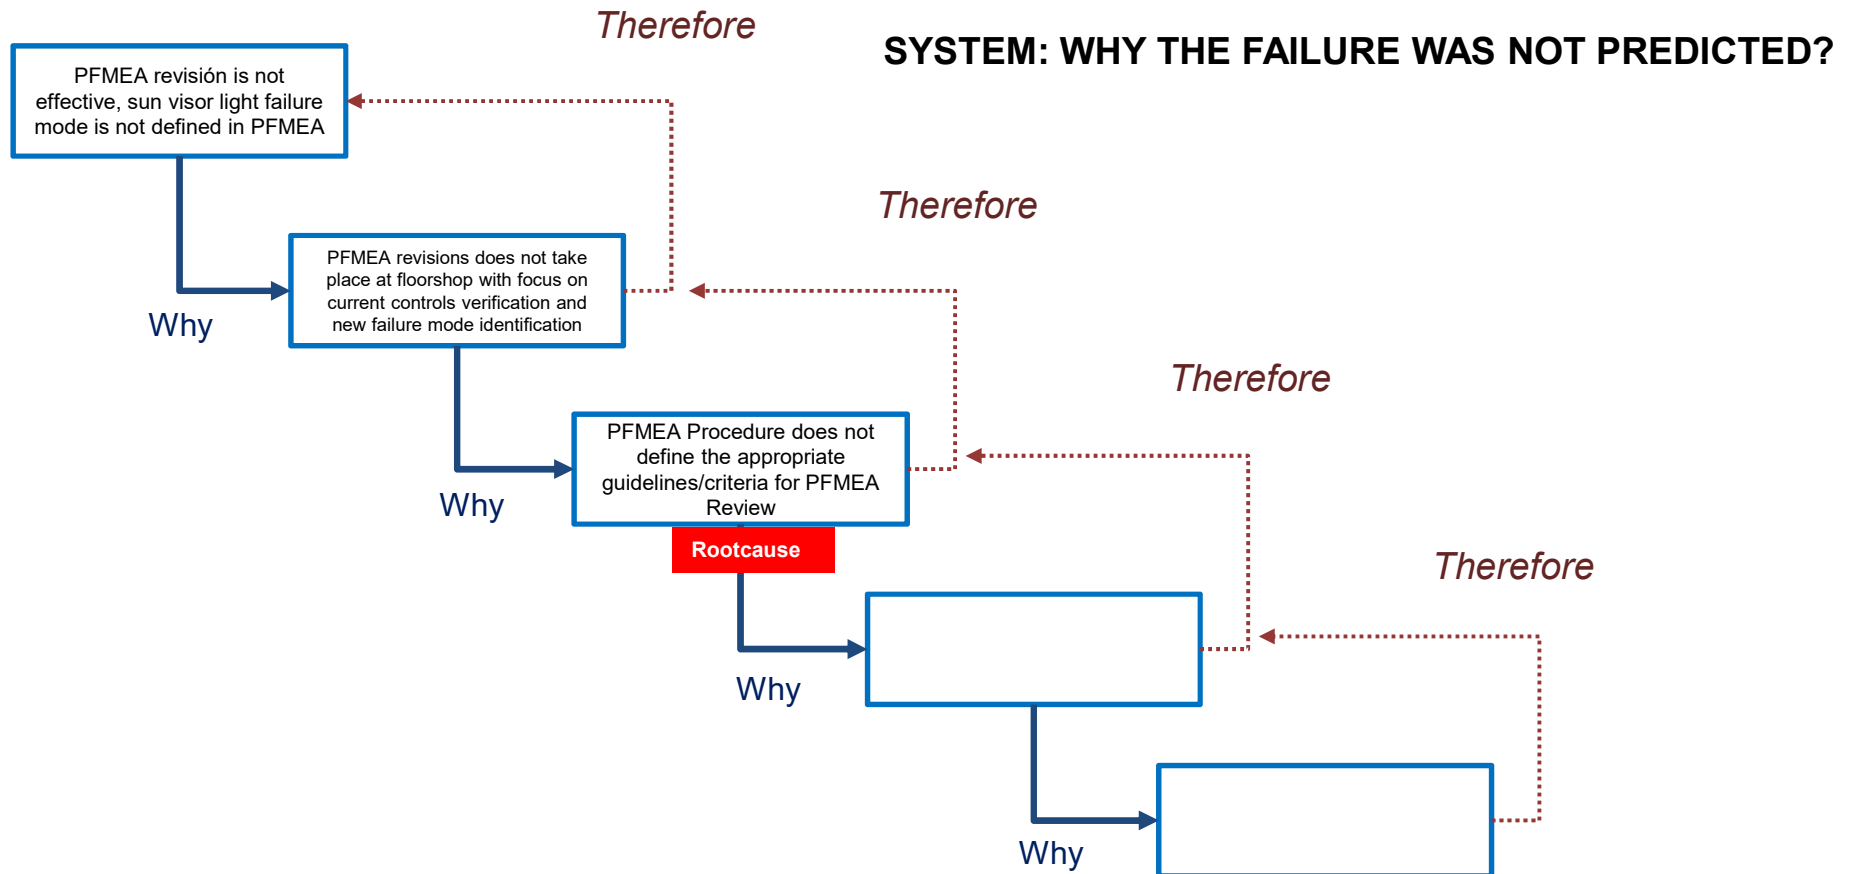 Therefore
SYSTEM: WHY THE FAILURE WAS NOT PREDICTED?
PFMEA revisión is not
effective, sun visor light failure
mode is not defined in PFMEA
Therefore
PFMEA revisions does not take
place at floorshop with focus on
current controls verification and
new failure mode identification
Why
Therefore
PFMEA Procedure does not
define the appropriate
guidelines/criteria for PFMEA
Review
Why
Rootcause
Therefore
Why
Why